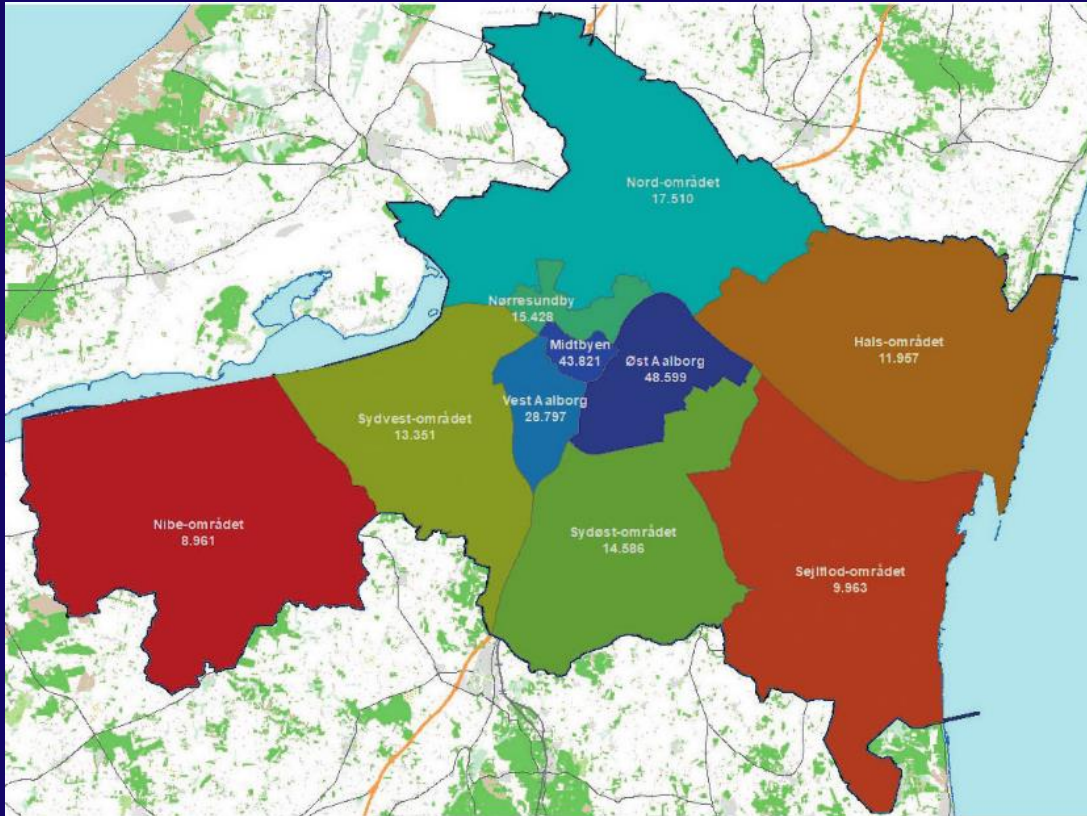 Nord-området
17.510
Nørresundby
15.428
Midtbyen
43.821
Øst Aalborg
48.599
Hals-området
11.957
Vest Aalborg
28.797
Sydvest-området
13.351
Nibe-området
8.961
Sydøst-området
14.586
Sejlflod-området
9.963